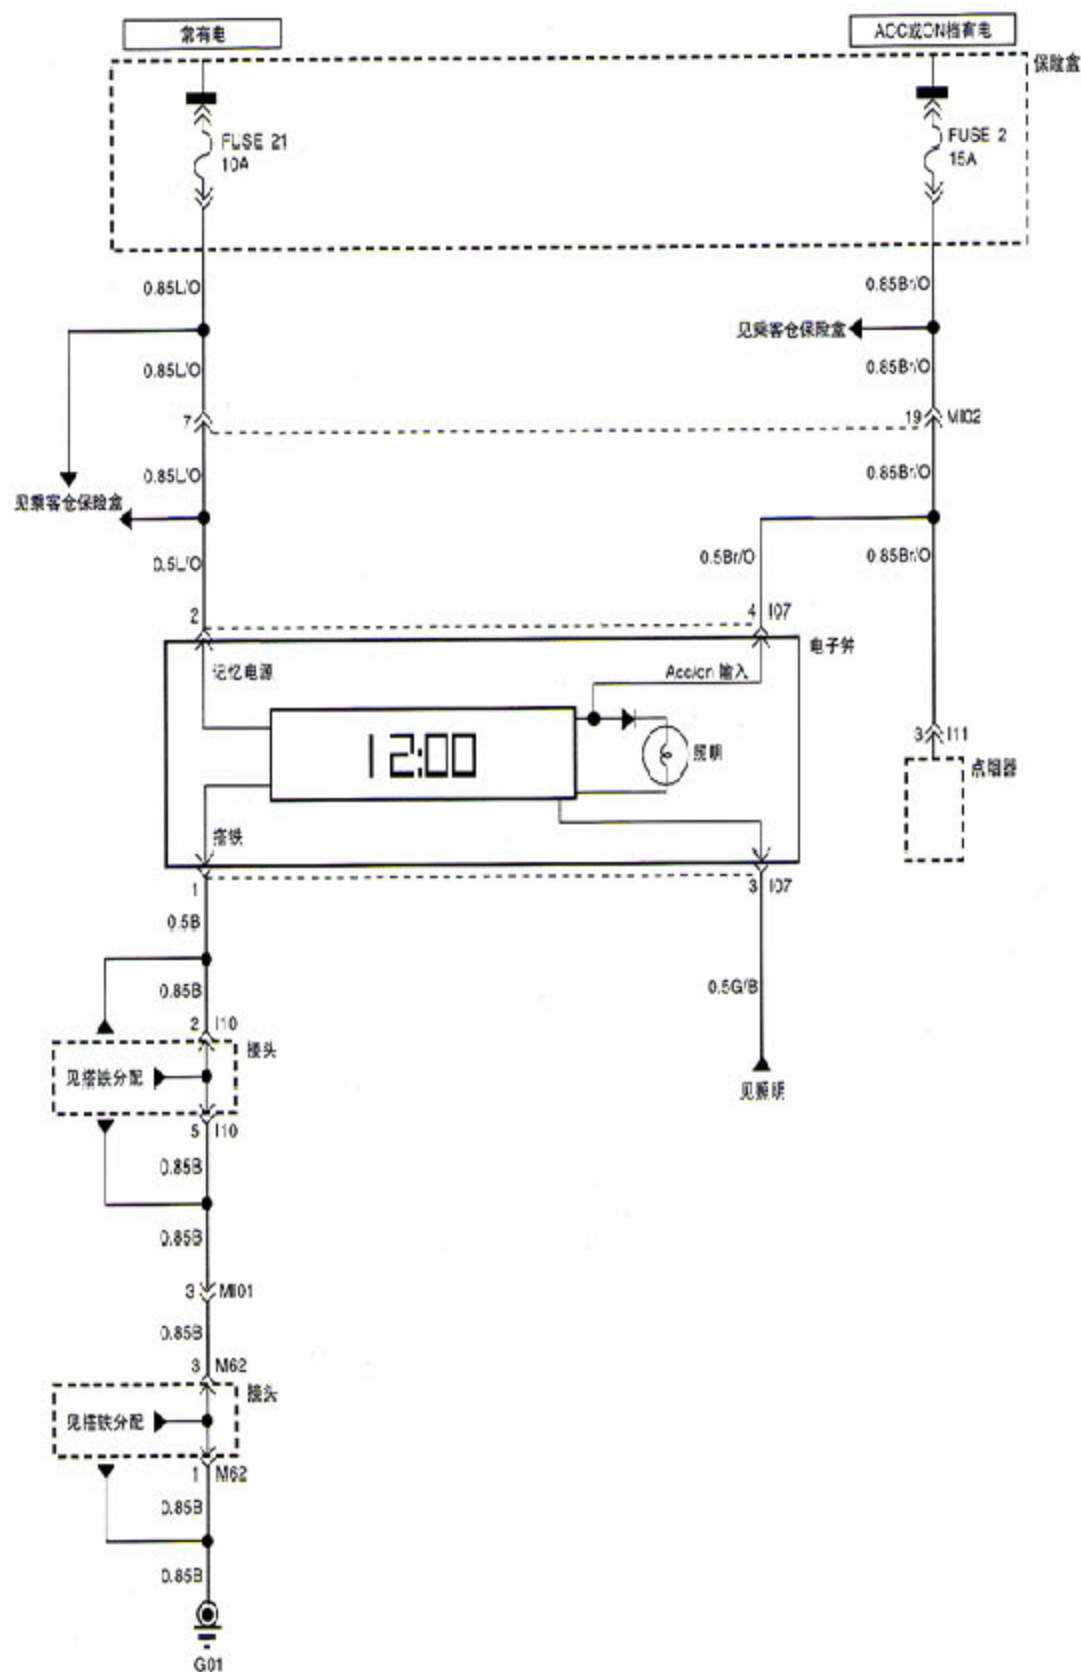 常有电
ACC或ON档有电
保险盒
FUSE 21
10A
FUSE 2
15A
0.85L/O
0.85Br/O
见乘客仓保险盒
0.85L/O
0.85Br/O
7
19
MI02
0.85L/O
0.85Br/O
见乘客仓保险盒
0.5L/O
0.5Br/O
0.85Br/O
2
4
I07
电子钟
记忆电源
Acc/on 输入
12:00
照明
3
I11
点烟器
搭铁
1
3
I07
0.5B
0.85B
0.5G/B
2
I10
接头
见搭铁分配
见照明
5
I10
0.85B
0.85B
3
MI01
0.85B
3
M62
接头
见搭铁分配
1
M62
0.85B
0.85B
G01